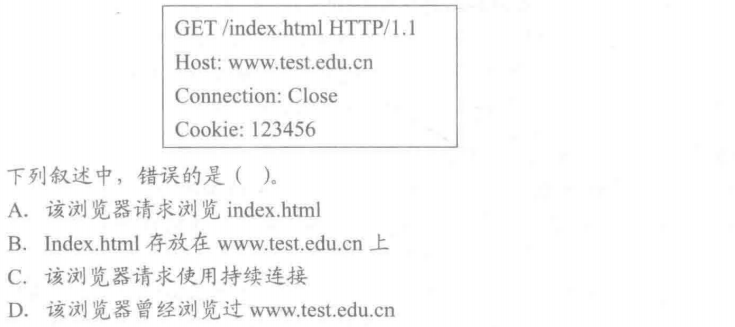 GET /index.html HTTP/1.1
Host: www.test.edu.cn
Connection: Close
Cookie: 123456
下列叙述中，错误的是（　）。
A. 该浏览器请求浏览 index.html
B. Index.html 存放在 www.test.edu.cn 上
C. 该浏览器请求使用持续连接
D. 该浏览器曾经浏览过 www.test.edu.cn